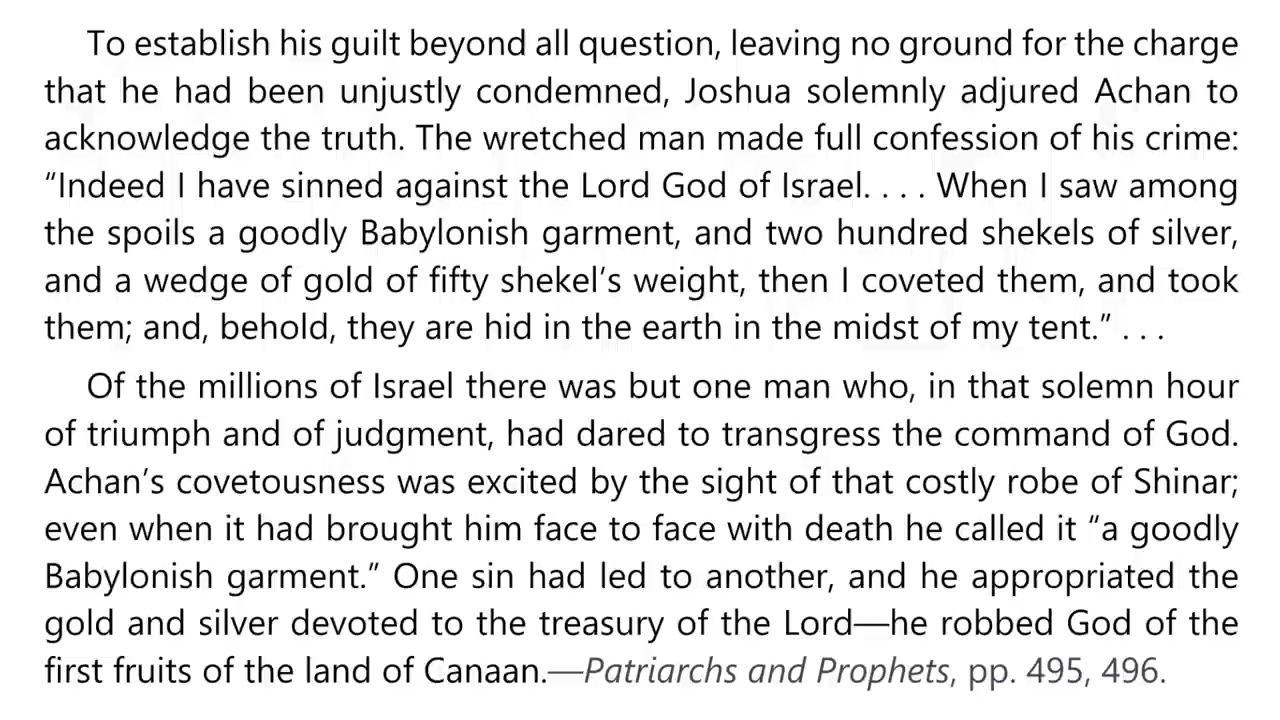 To establish his guilt beyond all question, leaving no ground for the charge
that he had been unjustly condemned, Joshua solemnly adjured Achan to
acknowledge the truth. The wretched man made full confession of his crime:
“Indeed I have sinned against the Lord God of Israel. . . . When I saw among
the spoils a goodly Babylonish garment, and two hundred shekels of silver,
and a wedge of gold of fifty shekel’s weight, then I coveted them, and took
them; and, behold, they are hid in the earth in the midst of my tent.” . . .
Of the millions of Israel there was but one man who, in that solemn hour
of triumph and of judgment, had dared to transgress the command of God.
Achan’s covetousness was excited by the sight of that costly robe of Shinar;
even when it had brought him face to face with death he called it “a goodly
Babylonish garment.” One sin had led to another, and he appropriated the
gold and silver devoted to the treasury of the Lord—he robbed God of the
first fruits of the land of Canaan.—Patriarchs and Prophets, pp. 495, 496.